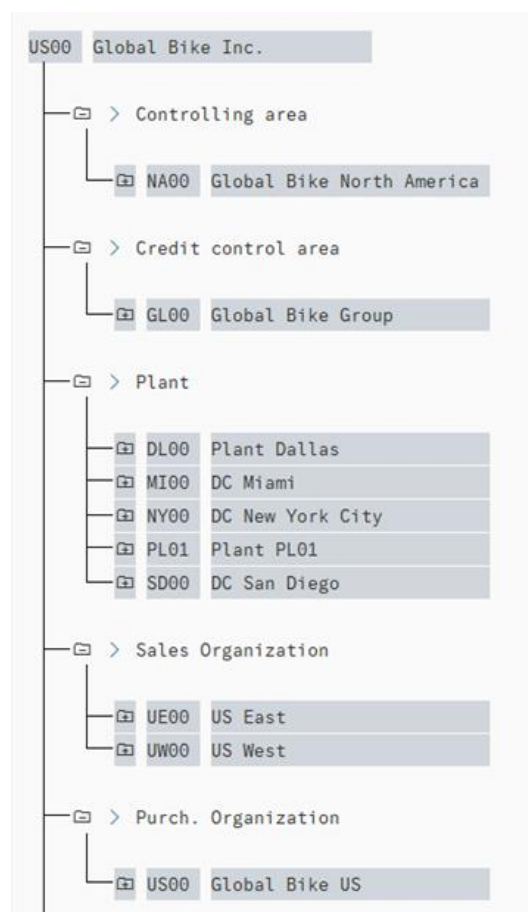 US00 Global Bike Inc.
> Controlling area
NA00 Global Bike North America
> Credit control area
GL00 Global Bike Group
> Plant
DL00 Plant Dallas
MI00 DC Miami
NY00 DC New York City
PL01 Plant PL01
SD00 DC San Diego
> Sales Organization
UE00 US East
UW00 US West
> Purch. Organization
US00 Global Bike US